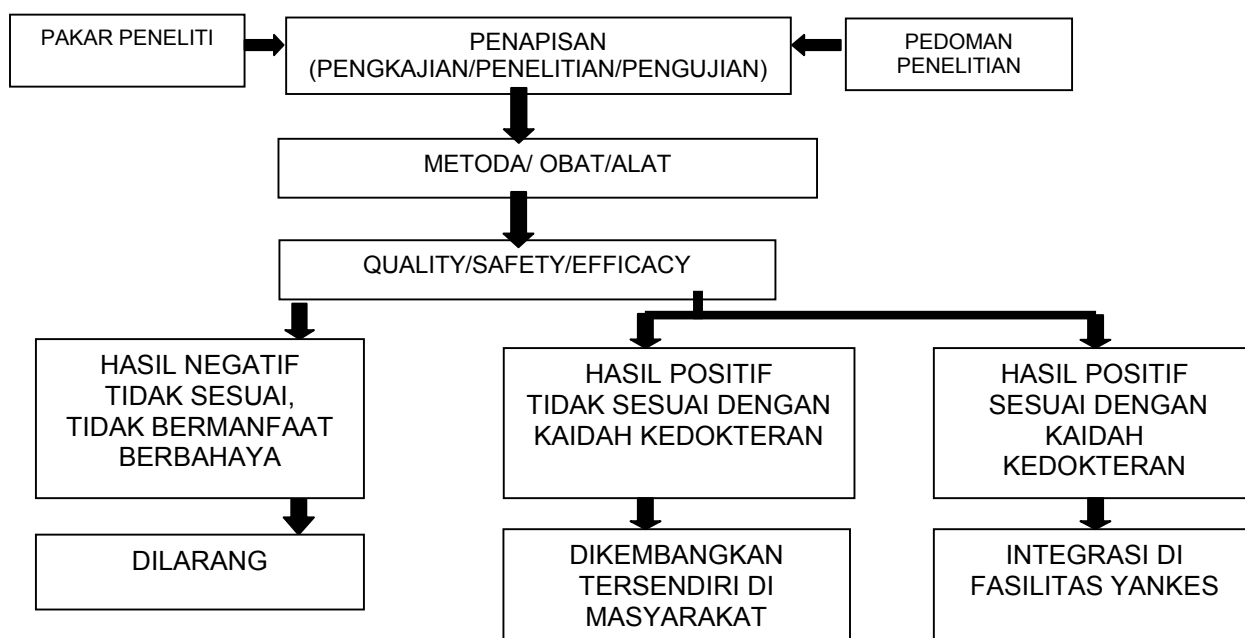 PAKAR PENELITI
PENAPISAN
(PENGKAJIAN/PENELITIAN/PENGUJIAN)
PEDOMAN
PENELITIAN
METODA/ OBAT/ALAT
QUALITY/SAFETY/EFFICACY
HASIL NEGATIF
TIDAK SESUAI,
TIDAK BERMANFAAT
BERBAHAYA
HASIL POSITIF
TIDAK SESUAI DENGAN
KAIDAH KEDOKTERAN
HASIL POSITIF
SESUAI DENGAN
KAIDAH
KEDOKTERAN
DILARANG
DIKEMBANGKAN
TERSENDIRI DI
MASYARAKAT
INTEGRASI DI
FASILITAS YANKES